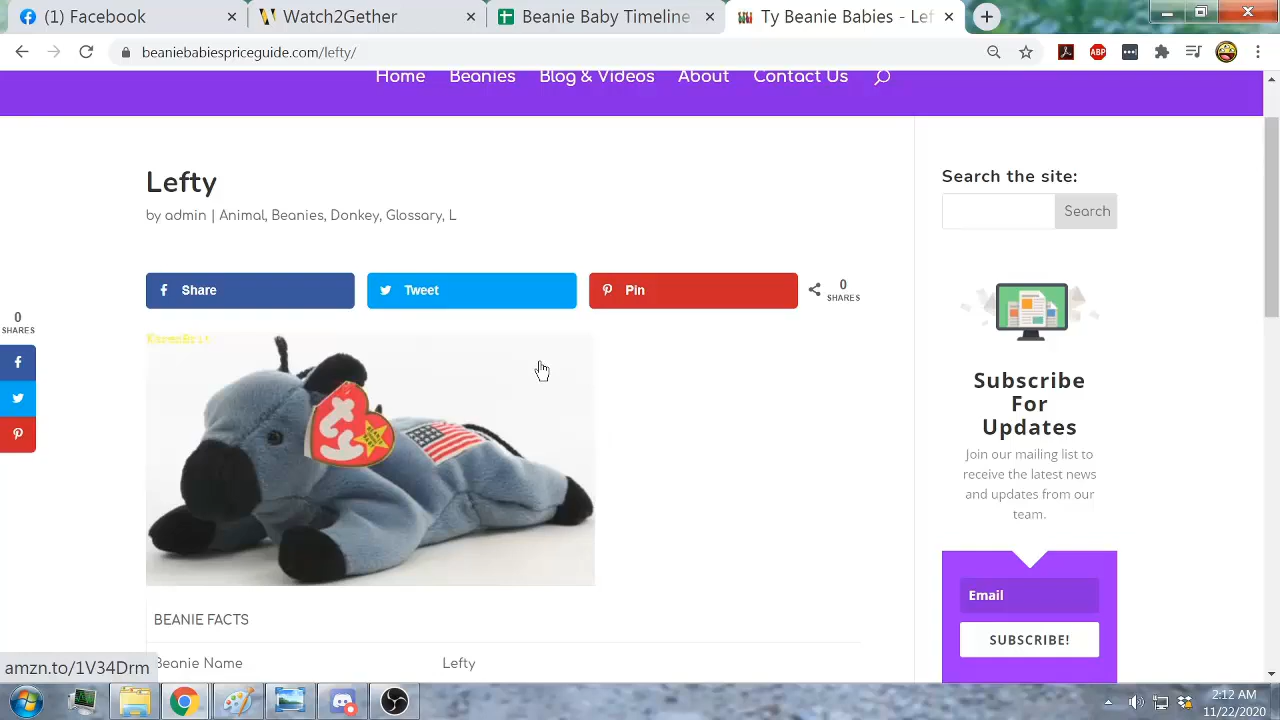 (1) Facebook
Watch2Gether
Beanie Baby Timeline
Ty Beanie Babies - Lef
beaniebabiespriceguide.com/lefty/
ABP
Home
Beanies
Blog & Videos
About
Contact Us
Lefty
by admin | Animal, Beanies, Donkey, Glossary, L
Search the site:
Search
Share
Tweet
Pin
0
SHARES
0
SHARES
KarenBrit
Subscribe
For
Updates
Join our mailing list to
receive the latest news
and updates from our
team.
Email
SUBSCRIBE!
BEANIE FACTS
Beanie Name
Lefty
amzn.to/1V34Drm
2:12 AM
11/22/2020